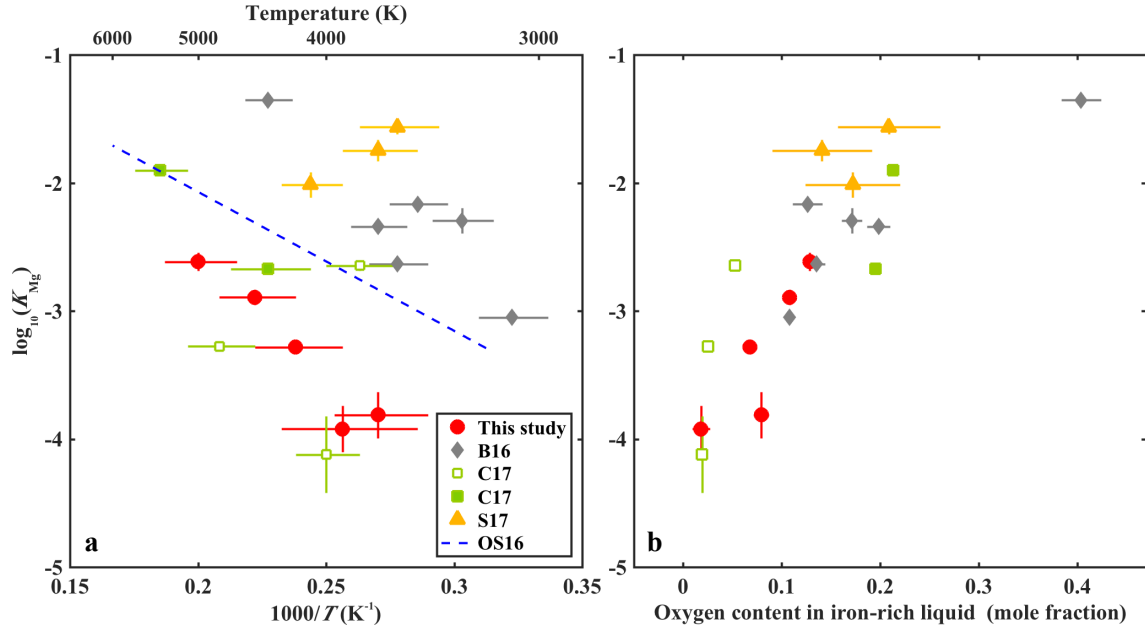 Temperature (K)
6000 5000 4000 3000
-1
-2
-3
-4
-5
log₁₀(K_Mg)
0.15 0.2 0.25 0.3 0.35
1000/T (K⁻¹)
a
This study
B16
C17
C17
S17
OS16
-1
-2
-3
-4
-5
b
0 0.1 0.2 0.3 0.4
Oxygen content in iron-rich liquid (mole fraction)